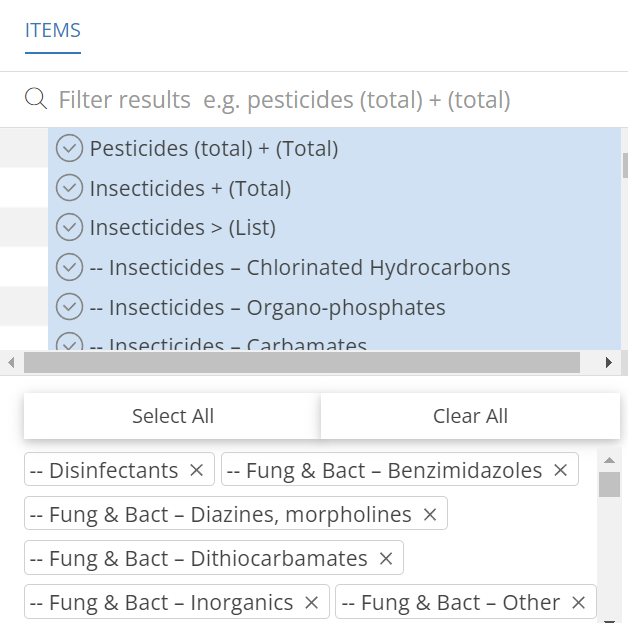 ITEMS
Filter results e.g. pesticides (total) + (total)
Pesticides (total) + (Total)
Insecticides + (Total)
Insecticides > (List)
-- Insecticides – Chlorinated Hydrocarbons
-- Insecticides – Organo-phosphates
-- Insecticides – Carbamates
Select All Clear All
-- Disinfectants × -- Fung & Bact – Benzimidazoles ×
-- Fung & Bact – Diazines, morpholines ×
-- Fung & Bact – Dithiocarbamates ×
-- Fung & Bact – Inorganics × -- Fung & Bact – Other ×